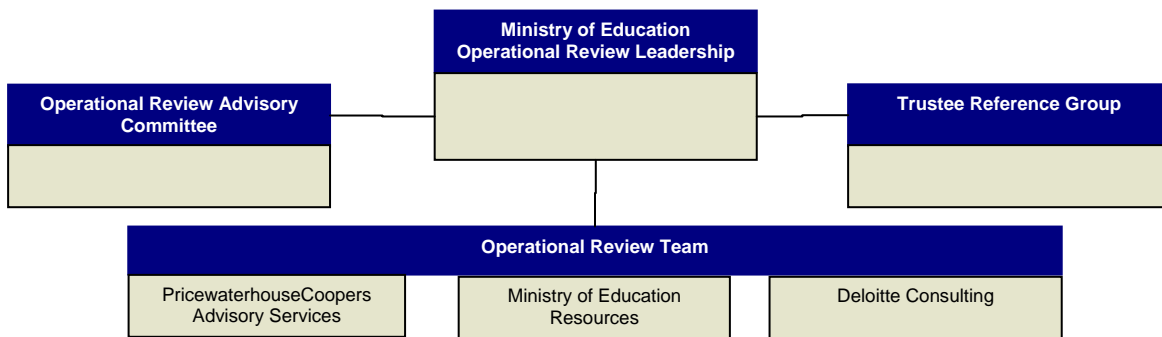 Ministry of Education
Operational Review Leadership
Operational Review Advisory
Committee
Trustee Reference Group
Operational Review Team
PricewaterhouseCoopers
Advisory Services
Ministry of Education
Resources
Deloitte Consulting